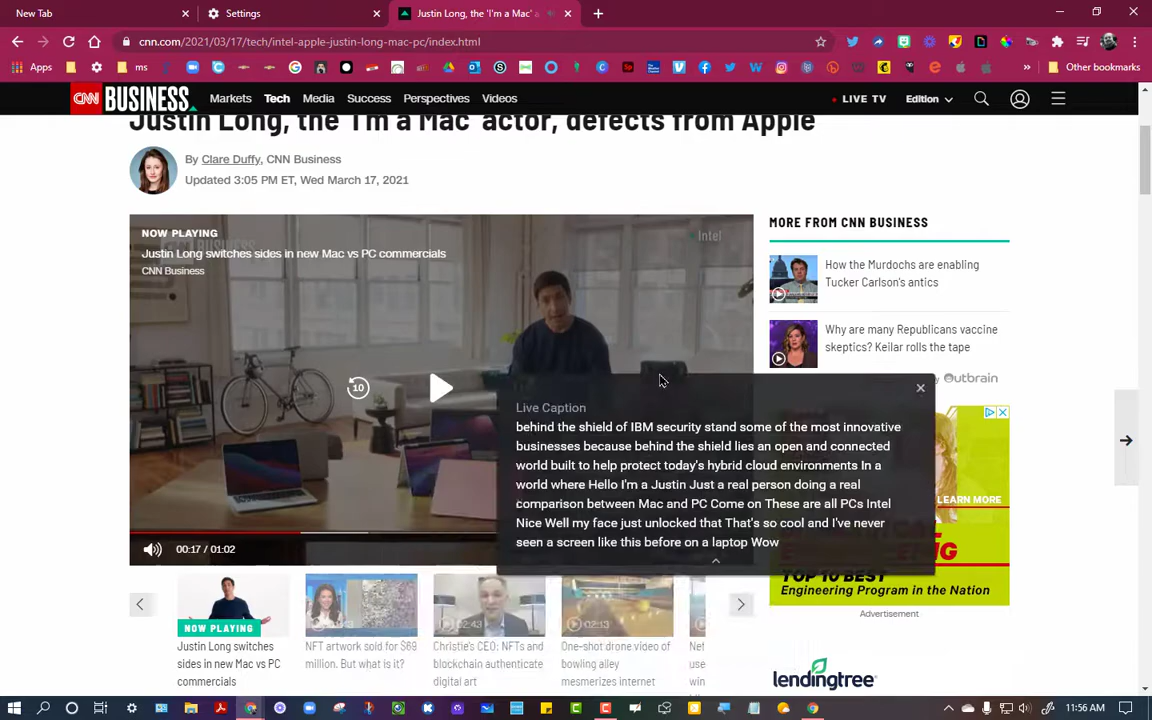 New Tab
Settings
Justin Long, the 'I'm a Mac' a
cnn.com/2021/03/17/tech/intel-apple-justin-long-mac-pc/index.html
Apps
ms
Other bookmarks
CNN BUSINESS
Markets
Tech
Media
Success
Perspectives
Videos
LIVE TV
Edition
Justin Long, the 'I'm a Mac' actor, defects from Apple
By Clare Duffy, CNN Business
Updated 3:05 PM ET, Wed March 17, 2021
NOW PLAYING
Justin Long switches sides in new Mac vs PC commercials
CNN Business
Intel
10
00:17 / 01:02
Live Caption
behind the shield of IBM security stand some of the most innovative
businesses because behind the shield lies an open and connected
world built to help protect today's hybrid cloud environments In a
world where Hello I'm a Justin Just a real person doing a real
comparison between Mac and PC Come on These are all PCs Intel
Nice Well my face just unlocked that That's so cool and I've never
seen a screen like this before on a laptop Wow
MORE FROM CNN BUSINESS
How the Murdochs are enabling
Tucker Carlson's antics
Why are many Republicans vaccine
skeptics? Keilar rolls the tape
Outbrain
LEARN MORE
TOP 10 BEST
Engineering Program in the Nation
Advertisement
lendingtree
NOW PLAYING
Justin Long switches
sides in new Mac vs PC
commercials
NFT artwork sold for $69
million. But what is it?
02:43
Christie's CEO: NFTs and
blockchain authenticate
digital art
02:13
One-shot drone video of
bowling alley
mesmerizes internet
Net
use
win
11:56 AM